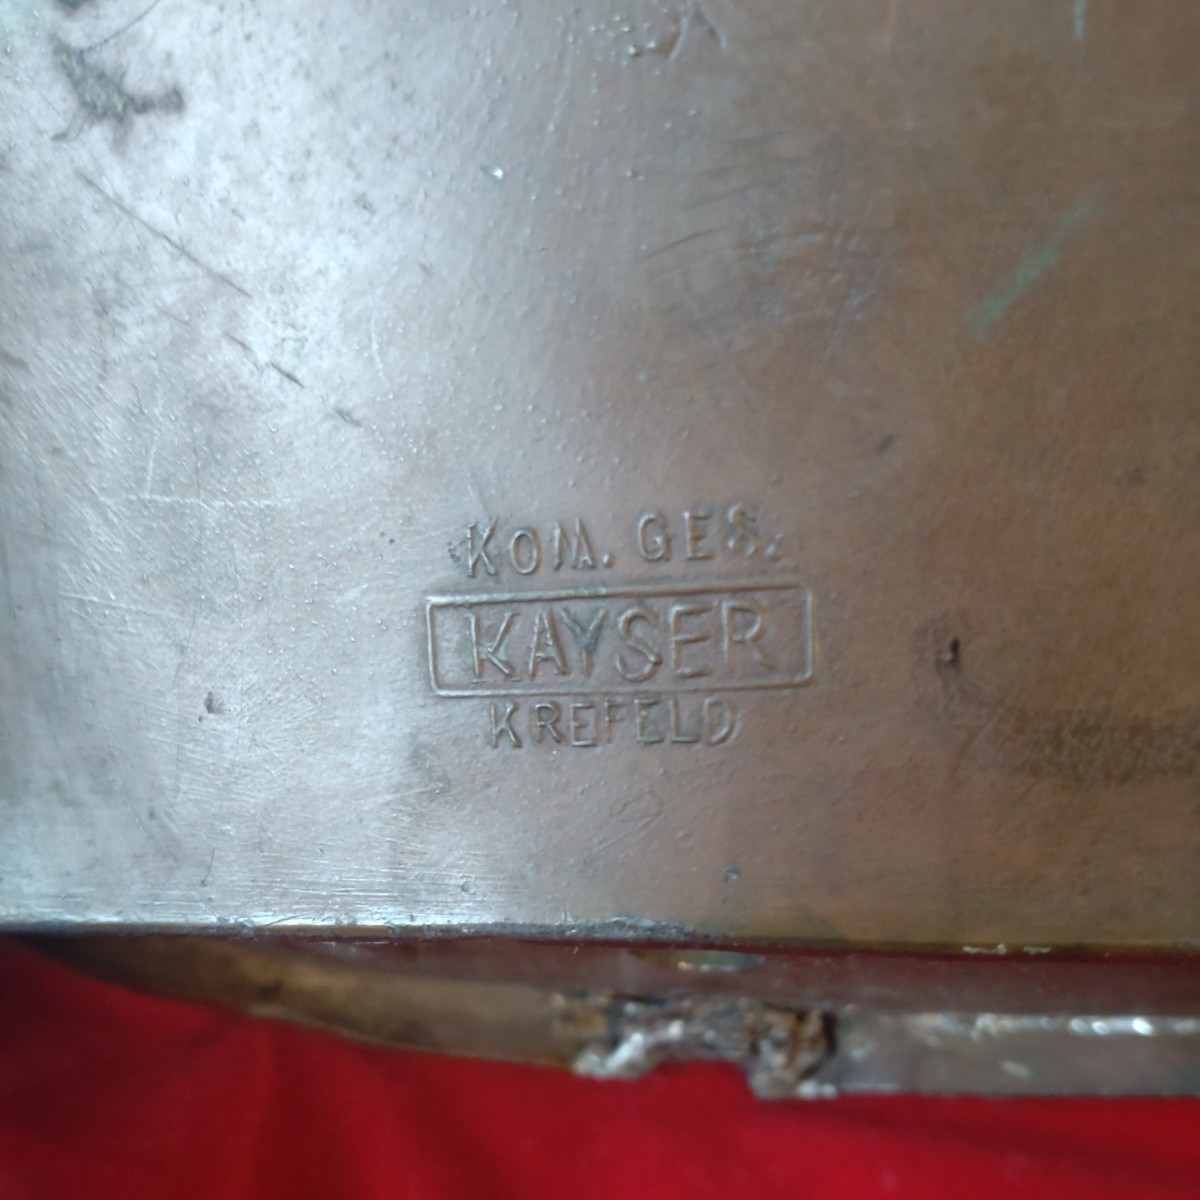 KOM. GES.
KAYSER
KREFELD